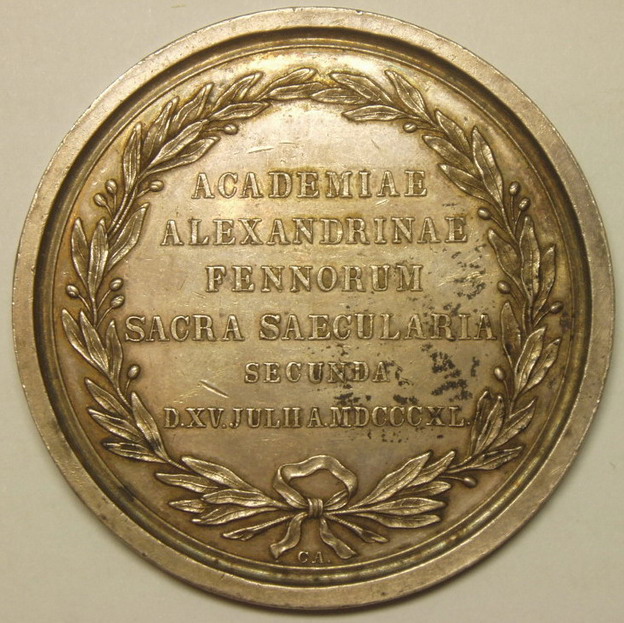 ACADEMIAE
ALEXANDRINAE
FENNORUM
SACRA SAECULARIA
SECUNDA
D.XV.JULII A.MDCCCXL.
C.A.